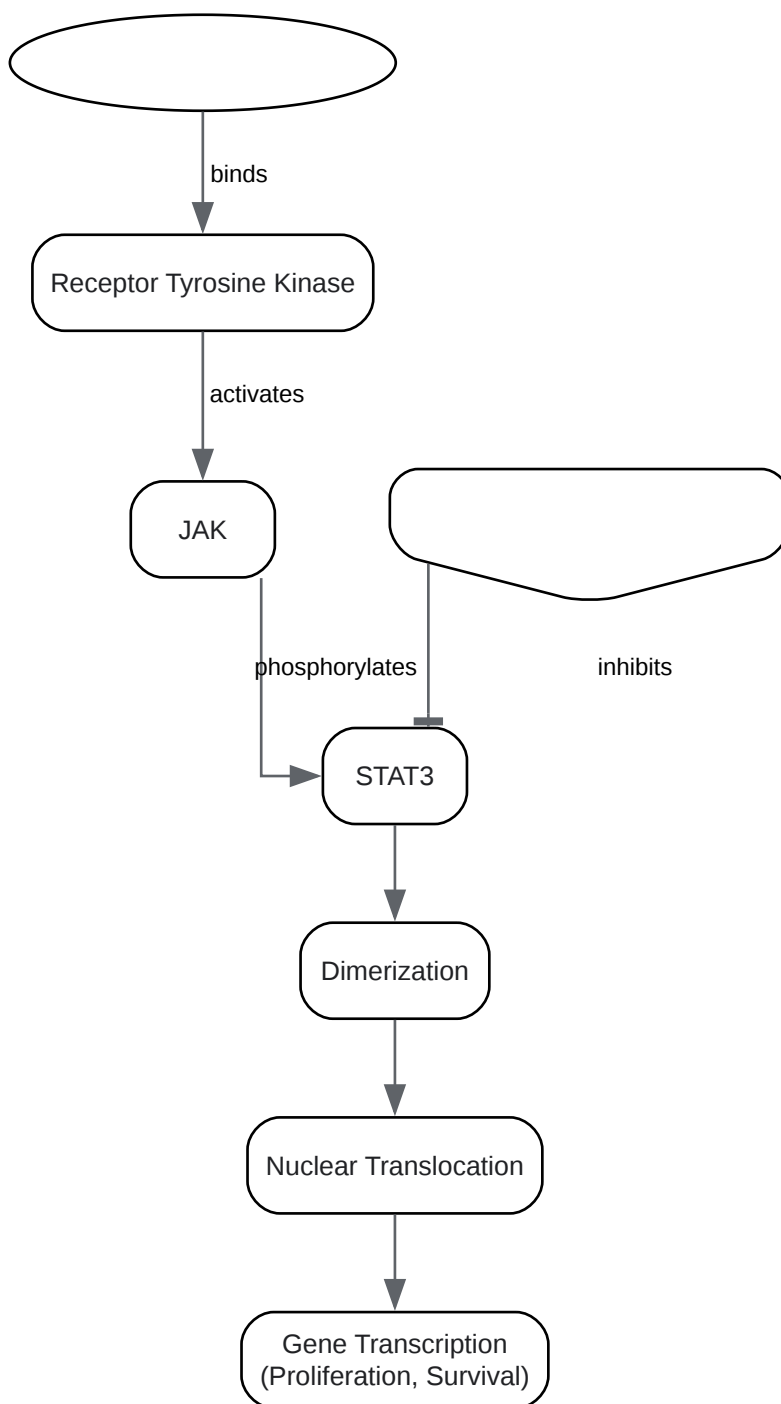 binds
Receptor Tyrosine Kinase
activates
JAK
phosphorylates
inhibits
STAT3
Dimerization
Nuclear Translocation
Gene Transcription
(Proliferation, Survival)